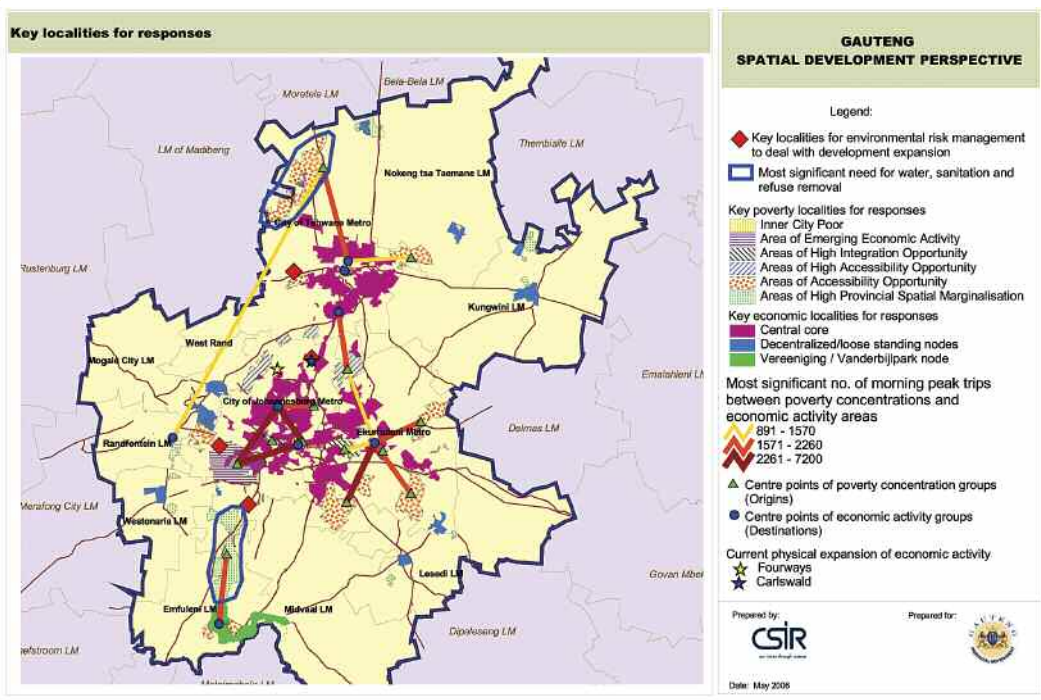 Key localities for responses
GAUTENG
SPATIAL DEVELOPMENT PERSPECTIVE
Bela-Bela LM
Moretele LM
LM of Madibeng
Thembisile LM
Nokeng tsa Taemane LM
City of Tshwane Metro
Rustenburg LM
Kungwini LM
West Rand
Mogale City LM
Emalahleni LM
City of Johannesburg Metro
Ekurhuleni Metro
Delmas LM
Randfontein LM
Merafong City LM
Westonaria LM
Lesedi LM
Govan Mbe
Emfuleni LM
Midvaal LM
Dipaleseng LM
efstroom LM
Legend:
Key localities for environmental risk management
to deal with development expansion
Most significant need for water, sanitation and
refuse removal
Key poverty localities for responses
Inner City Poor
Area of Emerging Economic Activity
Areas of High Integration Opportunity
Areas of High Accessibility Opportunity
Areas of Accessibility Opportunity
Areas of High Provincial Spatial Marginalisation
Key economic localities for responses
Central core
Decentralized/loose standing nodes
Vereeniging / Vanderbijlpark node
Most significant no. of morning peak trips
between poverty concentrations and
economic activity areas
891 - 1570
1571 - 2260
2261 - 7200
Centre points of poverty concentration groups
(Origins)
Centre points of economic activity groups
(Destinations)
Current physical expansion of economic activity
Fourways
Carlswald
Prepared by:
Prepared for:
CSIR
GAUTENG
Date: May 2006